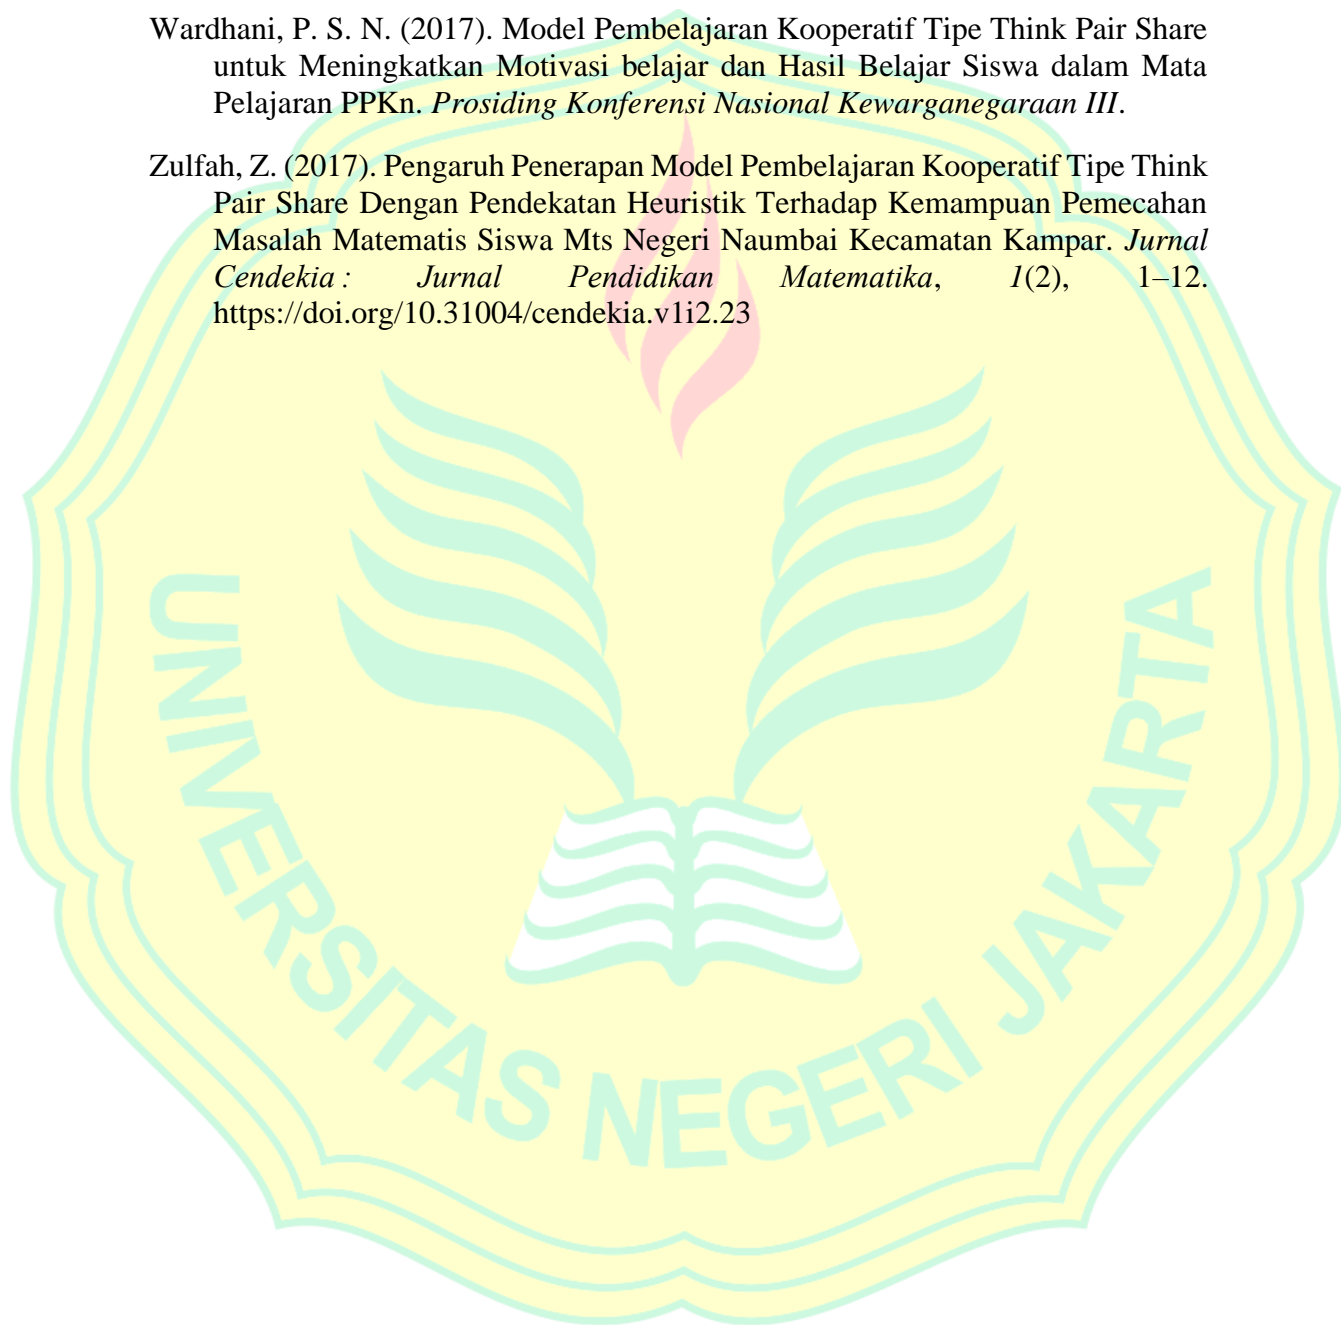 Wardhani, P. S. N. (2017). Model Pembelajaran Kooperatif Tipe Think Pair Share
untuk Meningkatkan Motivasi belajar dan Hasil Belajar Siswa dalam Mata
Pelajaran PPKn. Prosiding Konferensi Nasional Kewarganegaraan III.
Zulfah, Z. (2017). Pengaruh Penerapan Model Pembelajaran Kooperatif Tipe Think
Pair Share Dengan Pendekatan Heuristik Terhadap Kemampuan Pemecahan
Masalah Matematis Siswa Mts Negeri Naumbai Kecamatan Kampar. Jurnal
Cendekia : Jurnal Pendidikan Matematika, 1(2), 1–12.
https://doi.org/10.31004/cendekia.v1i2.23
UNIVERSITAS NEGERI JAKARTA